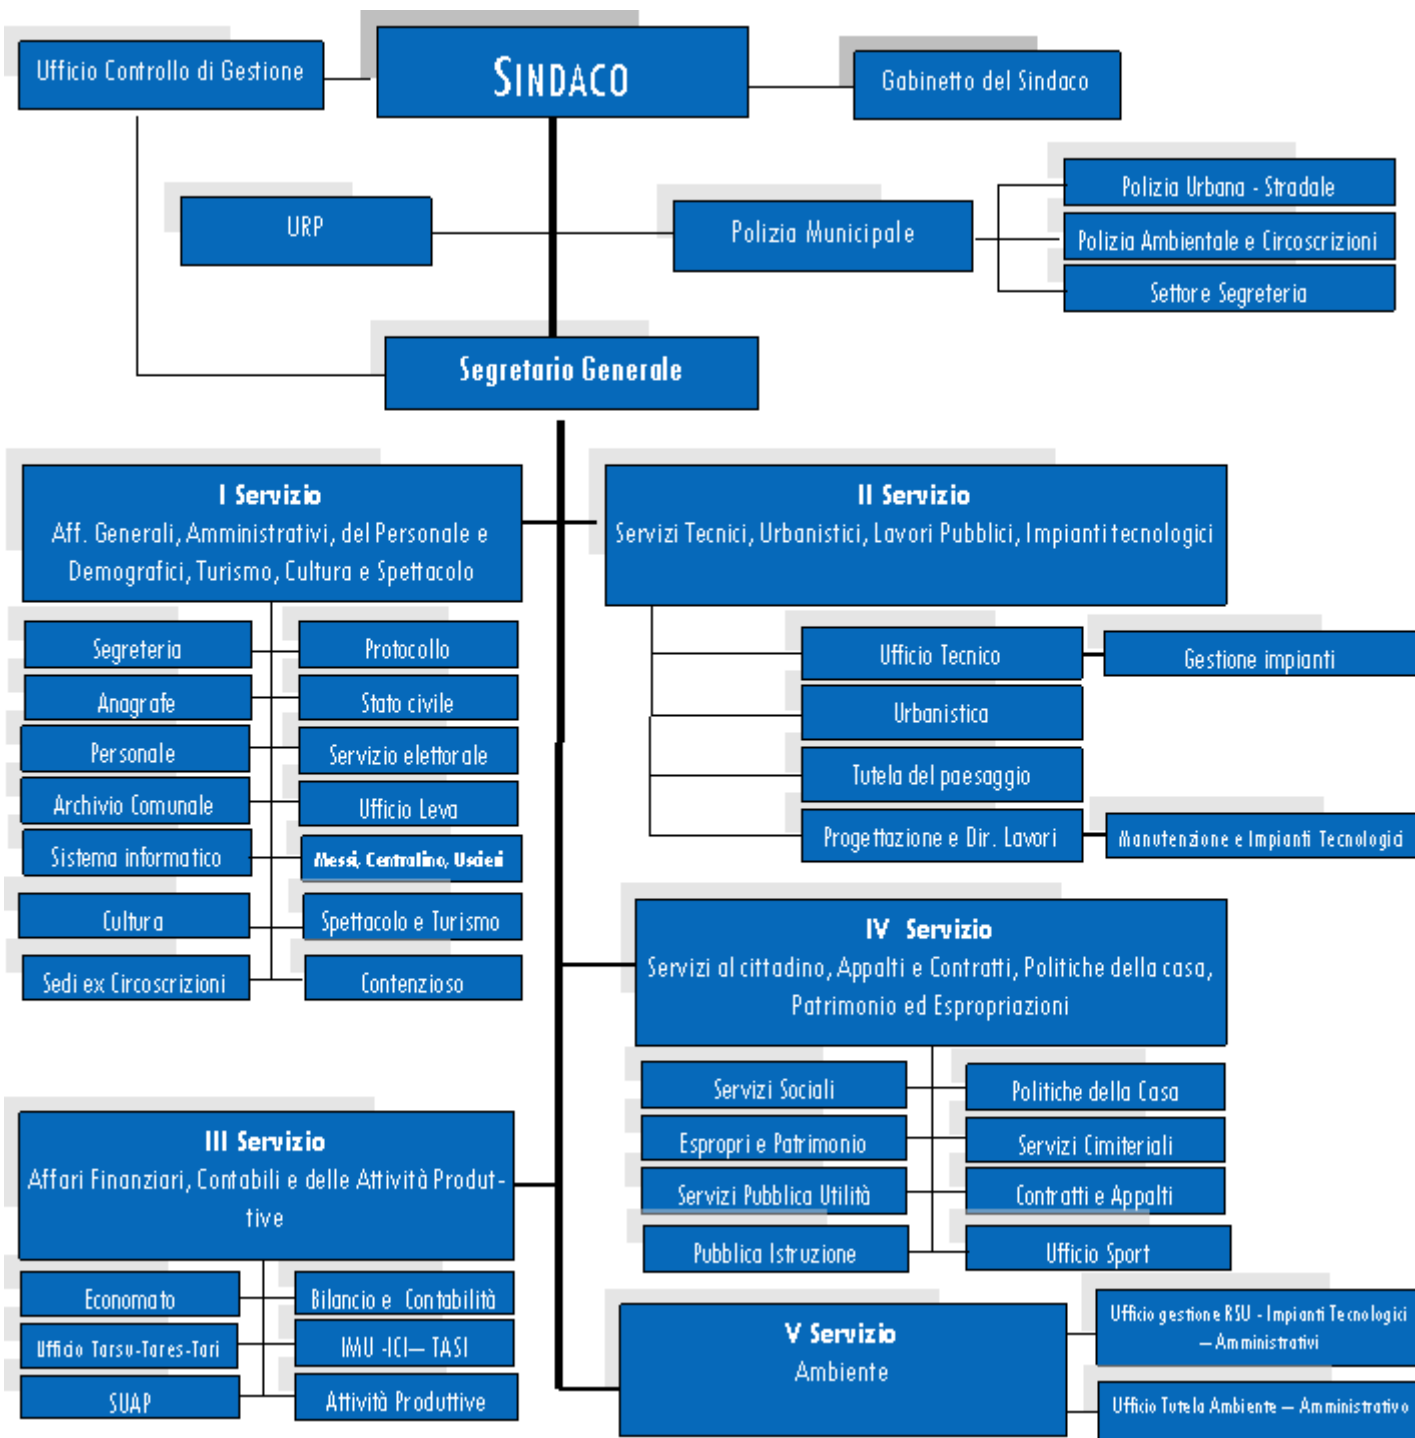 Ufficio Controllo di Gestione
SINDACO
Gabinetto del Sindaco
URP
Polizia Municipale
Polizia Urbana - Stradale
Polizia Ambientale e Circoscrizioni
Settore Segreteria
Segretario Generale
I Servizio
Aff. Generali, Amministrativi, del Personale e
Demografici, Turismo, Cultura e Spettacolo
Segreteria
Protocollo
Anagrafe
Stato civile
Personale
Servizio elettorale
Archivio Comunale
Ufficio Leva
Sistema informatico
Messi, Centralino, Uscieri
Cultura
Spettacolo e Turismo
Sedi ex Circoscrizioni
Contenzioso
II Servizio
Servizi Tecnici, Urbanistici, Lavori Pubblici, Impianti tecnologici
Ufficio Tecnico
Gestione impianti
Urbanistica
Tutela del paesaggio
Progettazione e Dir. Lavori
Manutenzione e Impianti Tecnologici
III Servizio
Affari Finanziari, Contabili e delle Attività Produt-
tive
Economato
Bilancio e Contabilità
Ufficio Tarsu-Tares-Tari
IMU -ICI— TASI
SUAP
Attività Produttive
IV Servizio
Servizi al cittadino, Appalti e Contratti, Politiche della casa,
Patrimonio ed Espropriazioni
Servizi Sociali
Politiche della Casa
Espropri e Patrimonio
Servizi Cimiteriali
Servizi Pubblica Utilità
Contratti e Appalti
Pubblica Istruzione
Ufficio Sport
V Servizio
Ambiente
Ufficio gestione RSU - Impianti Tecnologici
— Amministrativi
Ufficio Tutela Ambiente — Amministrativo